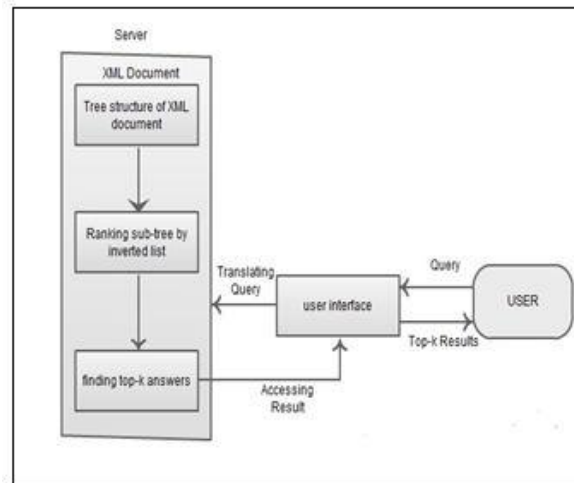 Server
XML Document
Tree structure of XML
document
Ranking sub-tree by
inverted list
finding top-k answers
Translating
Query
user interface
Accessing
Result
Query
USER
Top-k Results